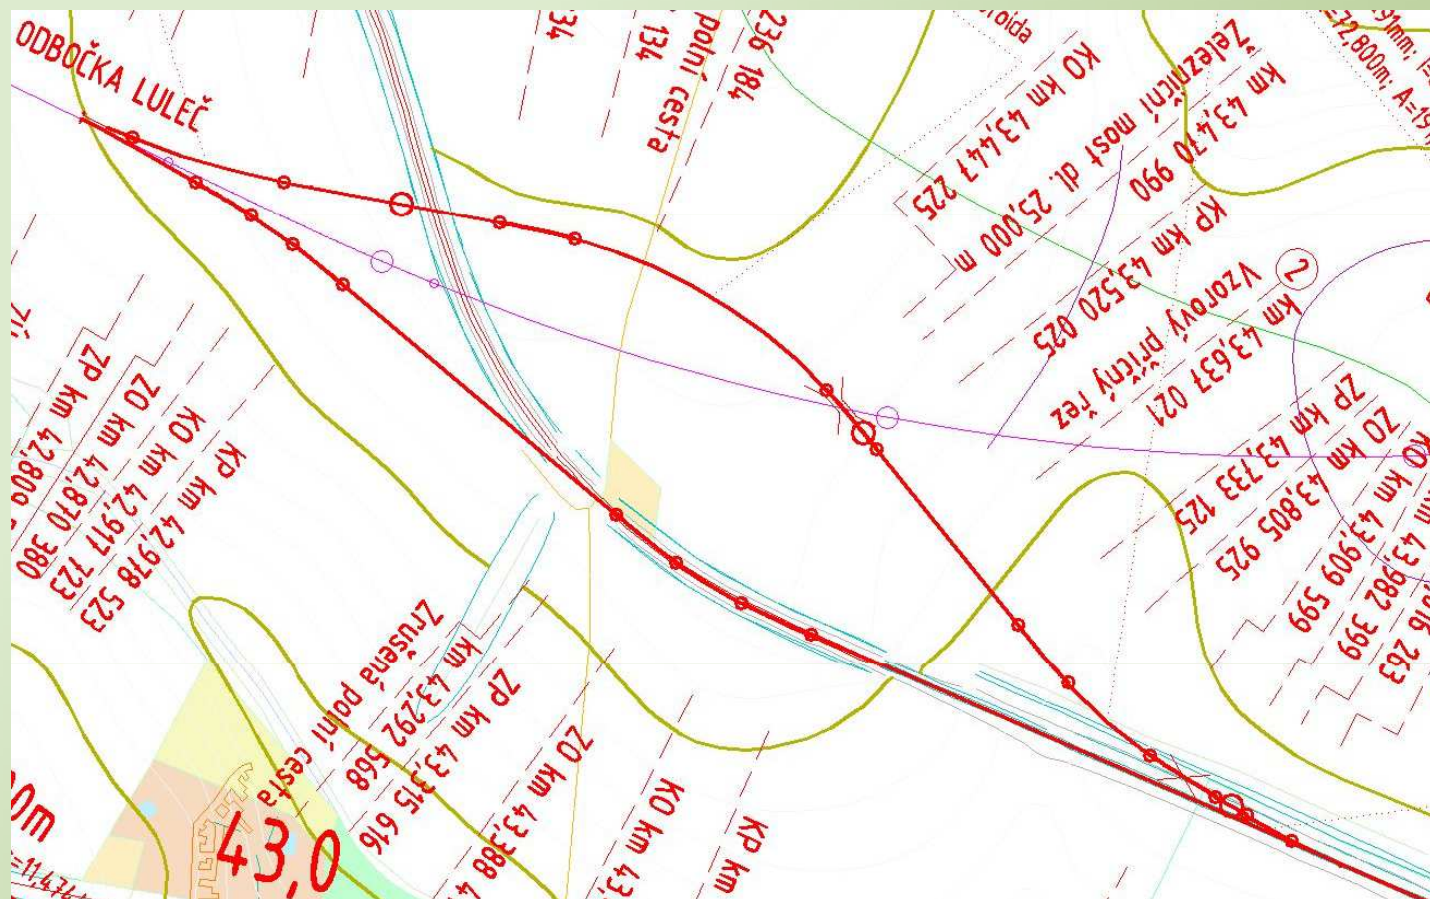 ODBOČKA LULEČ
134
polní cesta
236 184
KO km 43,447 225
Železniční most dl. 25,000 m
km 43,470 990
KP km 43,520 025
Vzorový příčný řez
2
km 43,637 021
ZP km 43,733 125
ZO km 43,805 925
KO km 43,909 599
km 43,982 399
ZP km 42,809
ZO km 42,870 380
KO km 42,917 723
KP km 42,978 523
Zrušená polní cesta
km 43,292 568
ZP km 43,315 616
ZO km 43,388 4
KO km 43,
KP km
43,0